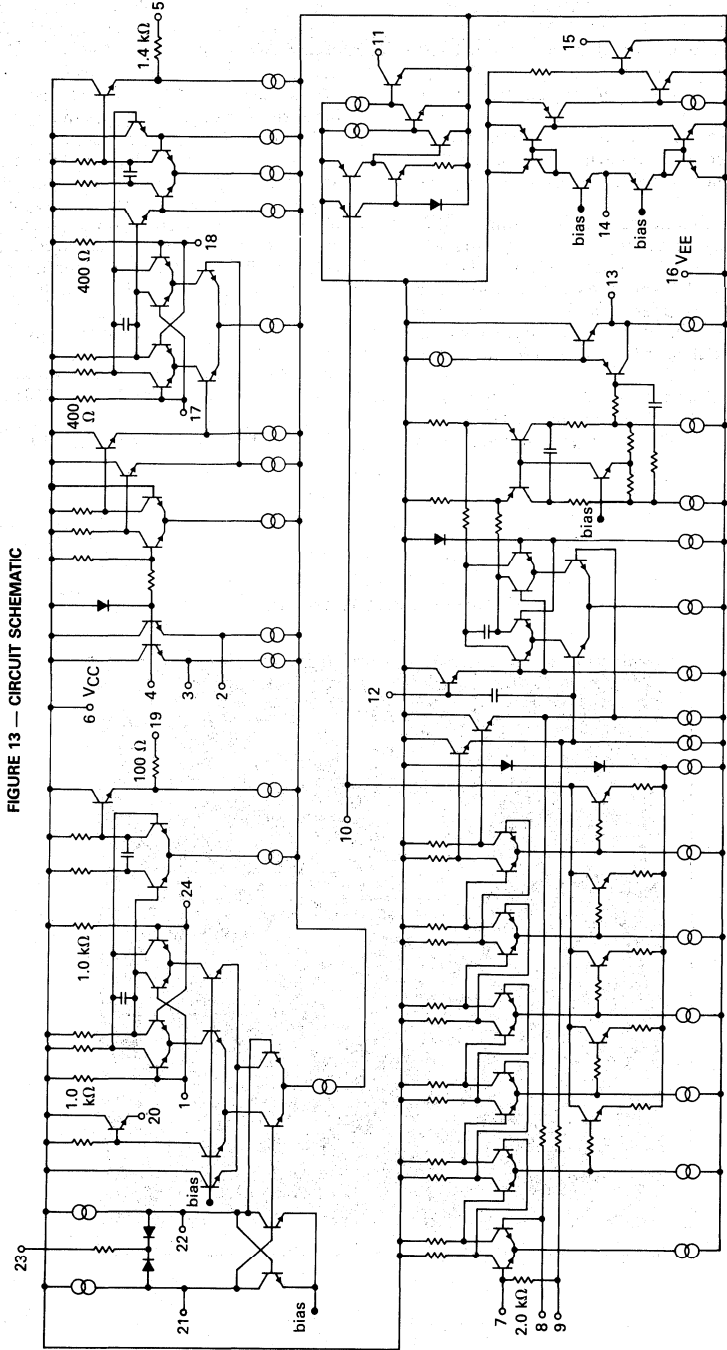 FIGURE 13 — CIRCUIT SCHEMATIC
23
21
22
bias
bias
20
1.0 kΩ
1
1.0 kΩ
24
100 Ω
19
6 VCC
4
3
2
400 Ω
17
400 Ω
18
1.4 kΩ
5
7
2.0 kΩ
8
9
10
12
bias
13
11
bias
14
bias
15
16 VEE